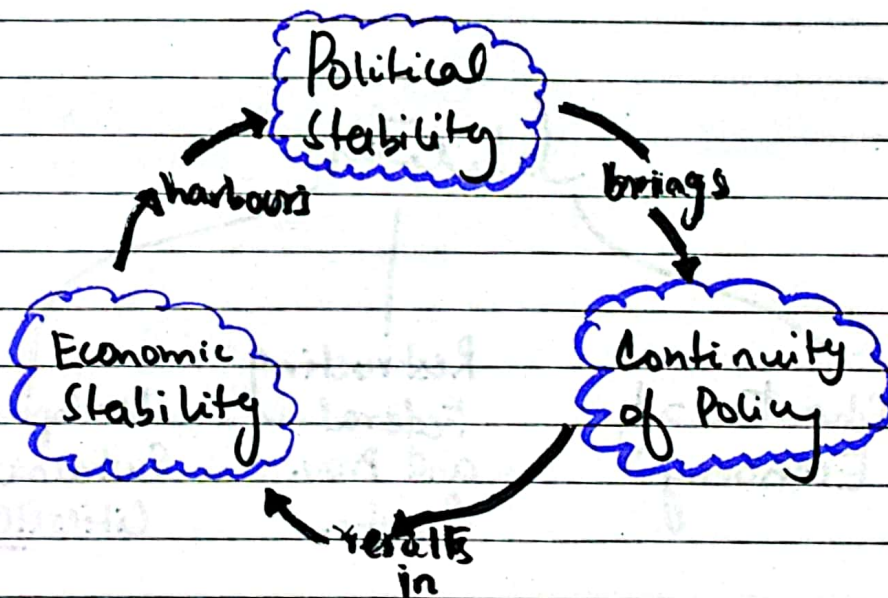 Political
Stability
brings
Continuity
of Policy
results
in
Economic
Stability
harbours